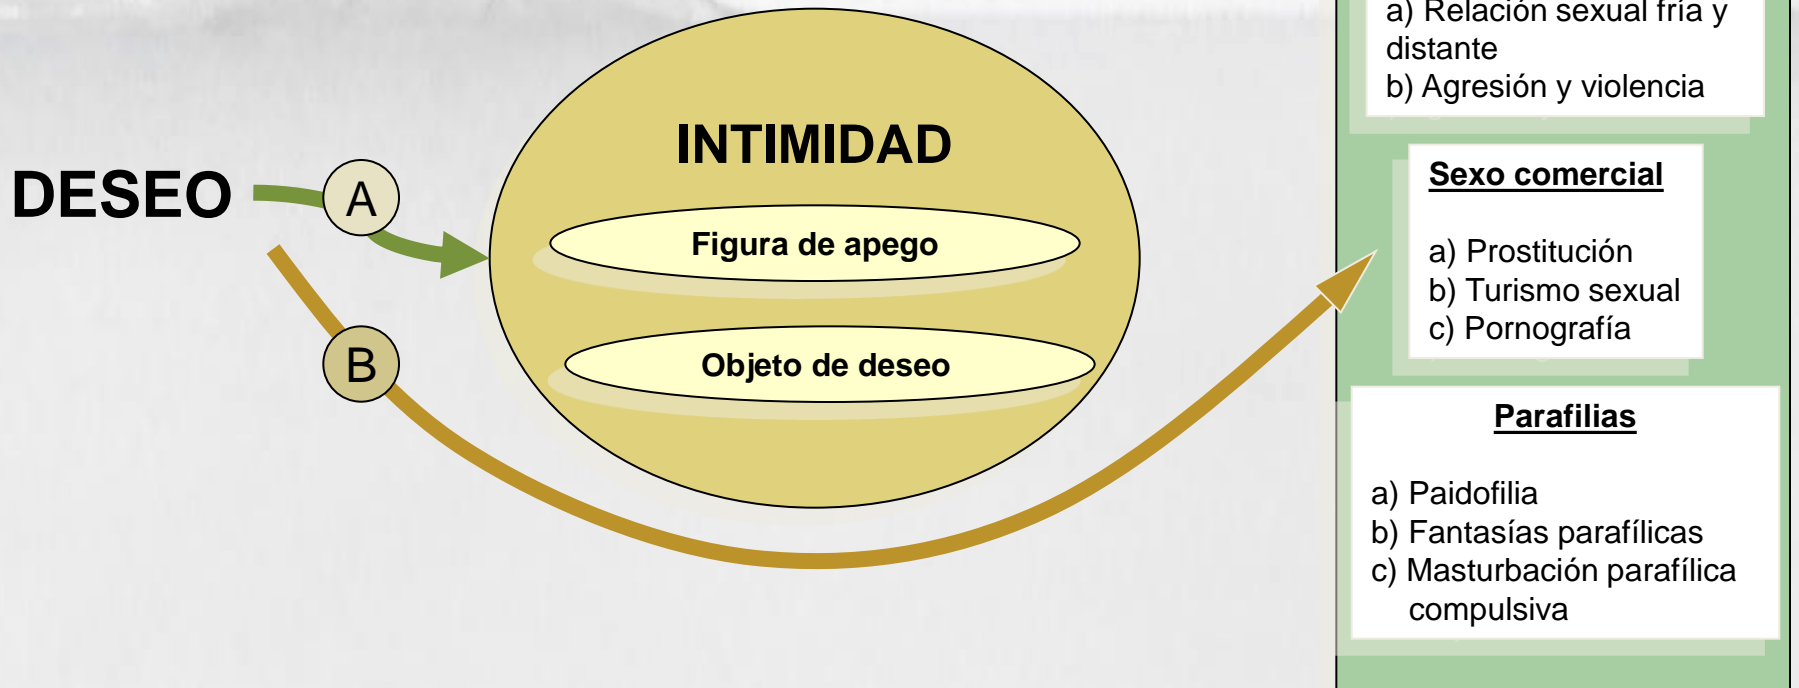 a) Relación sexual fría y
distante
b) Agresión y violencia
INTIMIDAD
DESEO
A
Figura de apego
B
Objeto de deseo
Sexo comercial
a) Prostitución
b) Turismo sexual
c) Pornografía
Parafilias
a) Paidofilia
b) Fantasías parafílicas
c) Masturbación parafílica
compulsiva